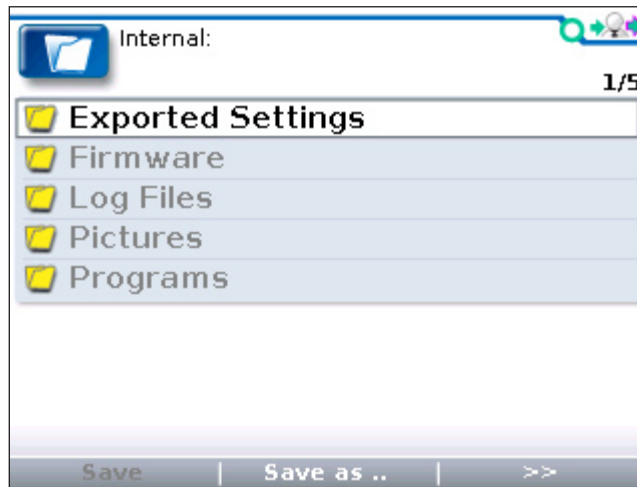 Internal:
1/5
Exported Settings
Firmware
Log Files
Pictures
Programs
Save | Save as .. | >>